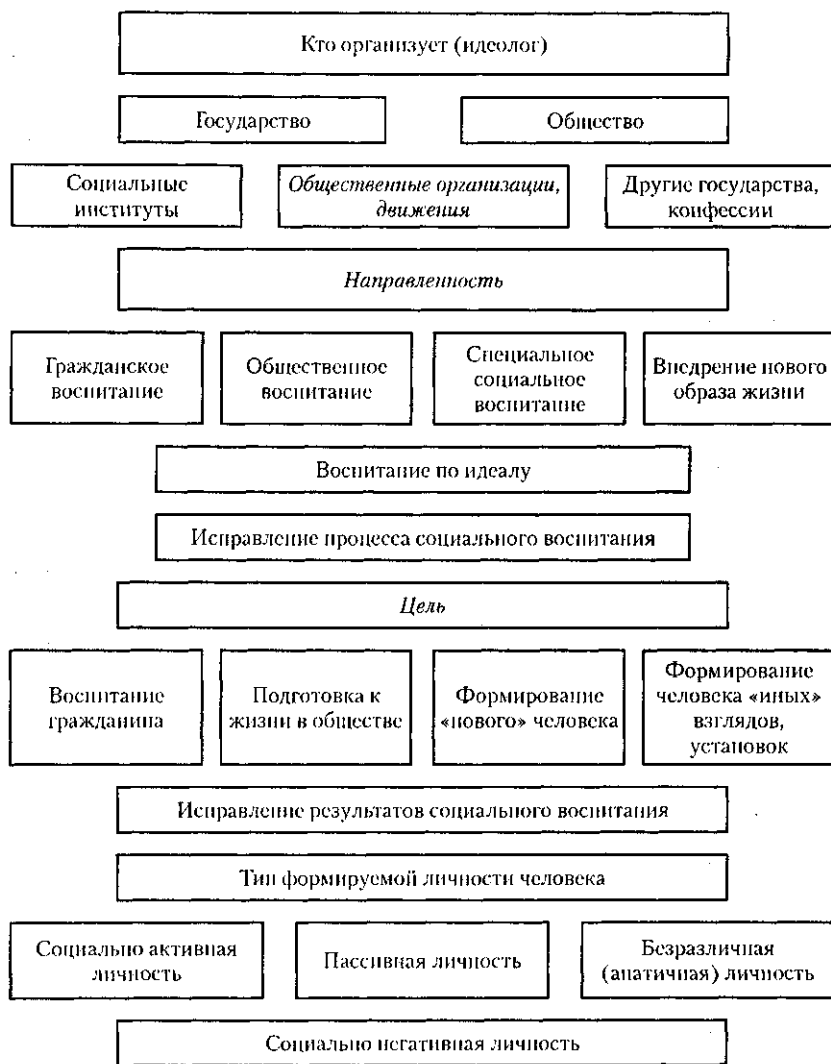 Кто организует (идеолог)
Государство
Общество
Социальные
институты
Общественные организации,
движения
Другие государства,
конфессии
Направленность
Гражданское
воспитание
Общественное
воспитание
Специальное
социальное
воспитание
Внедрение нового
образа жизни
Воспитание по идеалу
Исправление процесса социального воспитания
Цель
Воспитание
гражданина
Подготовка к
жизни в обществе
Формирование
«нового» человека
Формирование
человека «иных»
взглядов,
установок
Исправление результатов социального воспитания
Тип формируемой личности человека
Социально активная
личность
Пассивная личность
Безразличная
(апатичная) личность
Социально негативная личность